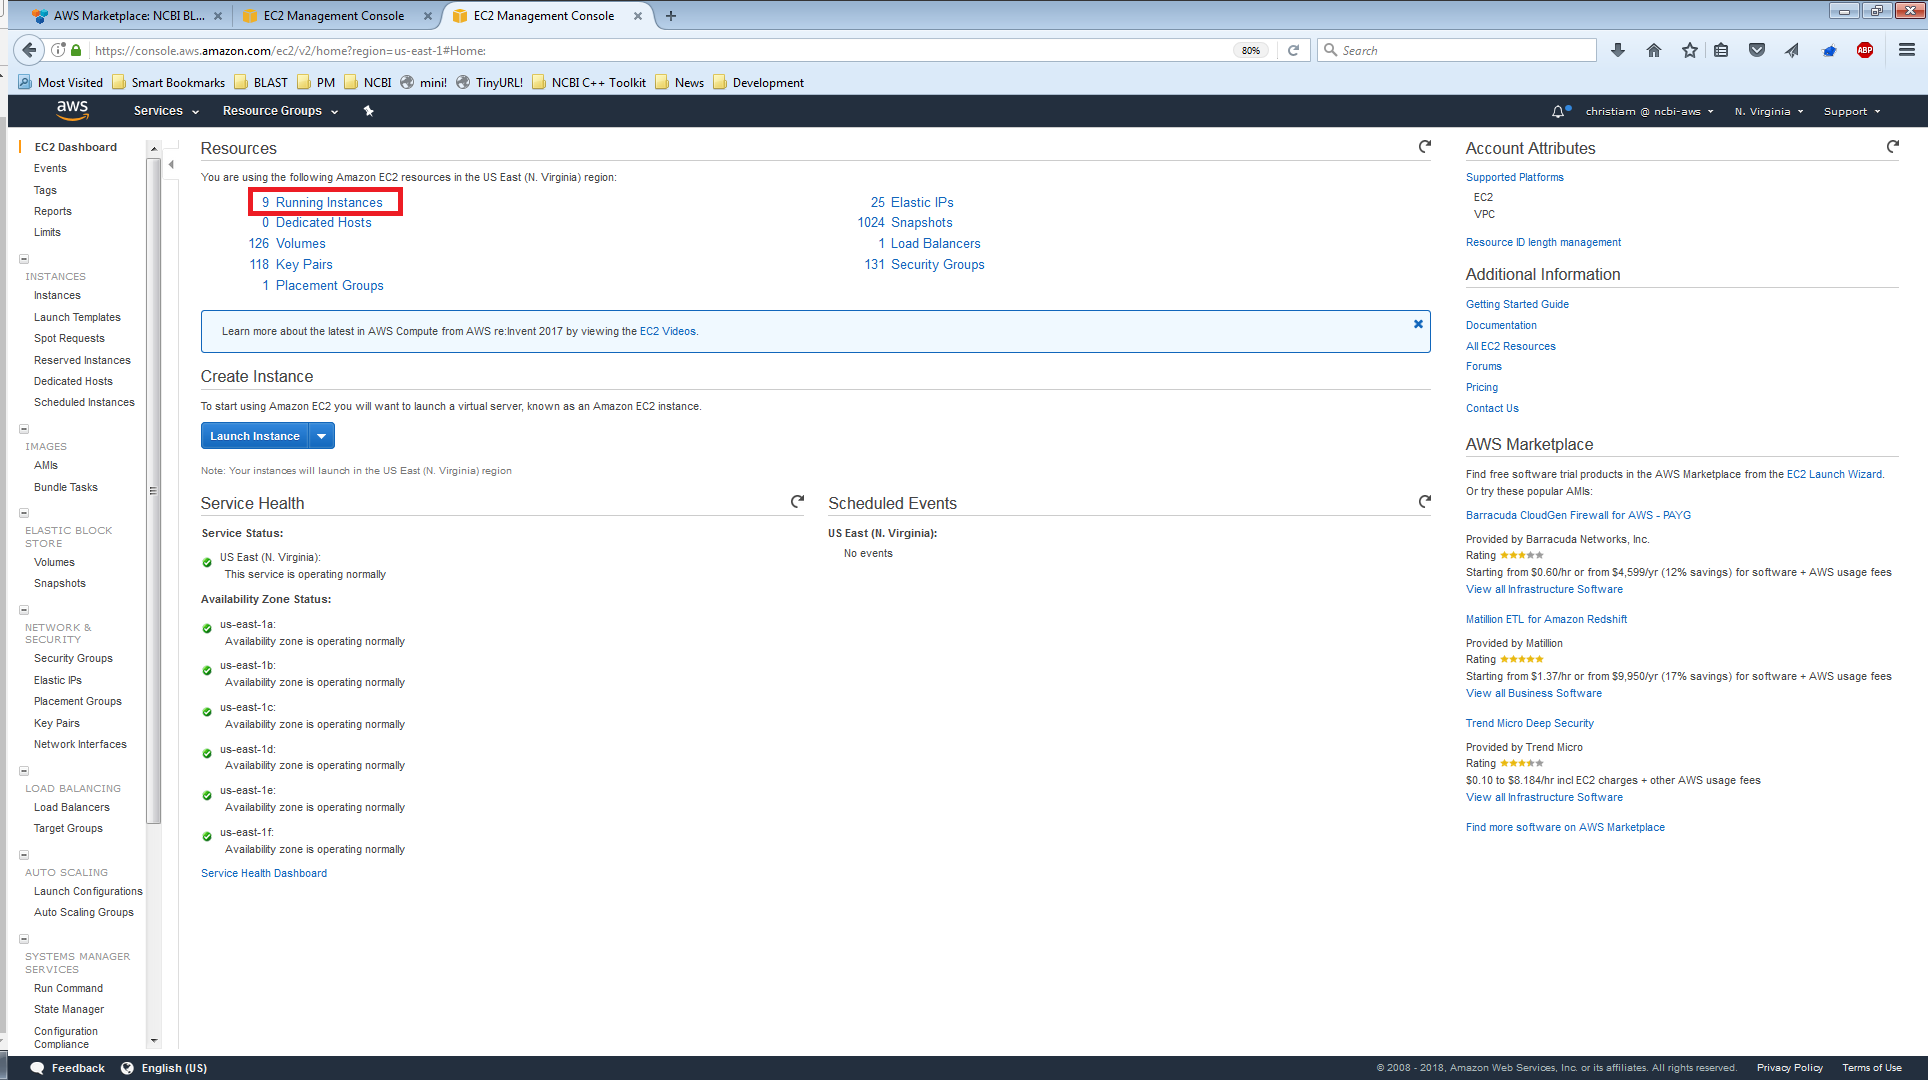 AWS Marketplace: NCBI BL...
EC2 Management Console
EC2 Management Console
https://console.aws.amazon.com/ec2/v2/home?region=us-east-1#Home:
80%
Search
ABP
Most Visited
Smart Bookmarks
BLAST
PM
NCBI
mini!
TinyURL!
NCBI C++ Toolkit
News
Development
aws
Services
Resource Groups
christiam @ ncbi-aws
N. Virginia
Support
EC2 Dashboard
Events
Tags
Reports
Limits
INSTANCES
Instances
Launch Templates
Spot Requests
Reserved Instances
Dedicated Hosts
Scheduled Instances
IMAGES
AMIs
Bundle Tasks
ELASTIC BLOCK
STORE
Volumes
Snapshots
NETWORK &
SECURITY
Security Groups
Elastic IPs
Placement Groups
Key Pairs
Network Interfaces
LOAD BALANCING
Load Balancers
Target Groups
AUTO SCALING
Launch Configurations
Auto Scaling Groups
SYSTEMS MANAGER
SERVICES
Run Command
State Manager
Configuration
Compliance
Resources
You are using the following Amazon EC2 resources in the US East (N. Virginia) region:
9 Running Instances
0 Dedicated Hosts
126 Volumes
118 Key Pairs
1 Placement Groups
25 Elastic IPs
1024 Snapshots
1 Load Balancers
131 Security Groups
Learn more about the latest in AWS Compute from AWS re:Invent 2017 by viewing the EC2 Videos.
Create Instance
To start using Amazon EC2 you will want to launch a virtual server, known as an Amazon EC2 instance.
Launch Instance
Note: Your instances will launch in the US East (N. Virginia) region
Service Health
Service Status:
US East (N. Virginia):
This service is operating normally
Availability Zone Status:
us-east-1a:
Availability zone is operating normally
us-east-1b:
Availability zone is operating normally
us-east-1c:
Availability zone is operating normally
us-east-1d:
Availability zone is operating normally
us-east-1e:
Availability zone is operating normally
us-east-1f:
Availability zone is operating normally
Service Health Dashboard
Scheduled Events
US East (N. Virginia):
No events
Account Attributes
Supported Platforms
EC2
VPC
Resource ID length management
Additional Information
Getting Started Guide
Documentation
All EC2 Resources
Forums
Pricing
Contact Us
AWS Marketplace
Find free software trial products in the AWS Marketplace from the EC2 Launch Wizard.
Or try these popular AMIs:
Barracuda CloudGen Firewall for AWS - PAYG
Provided by Barracuda Networks, Inc.
Rating
Starting from $0.60/hr or from $4,599/yr (12% savings) for software + AWS usage fees
View all Infrastructure Software
Matillion ETL for Amazon Redshift
Provided by Matillion
Rating
Starting from $1.37/hr or from $9,950/yr (17% savings) for software + AWS usage fees
View all Business Software
Trend Micro Deep Security
Provided by Trend Micro
Rating
$0.10 to $8.184/hr incl EC2 charges + other AWS usage fees
View all Infrastructure Software
Find more software on AWS Marketplace
Feedback
English (US)
© 2008 - 2018, Amazon Web Services, Inc. or its affiliates. All rights reserved.
Privacy Policy
Terms of Use